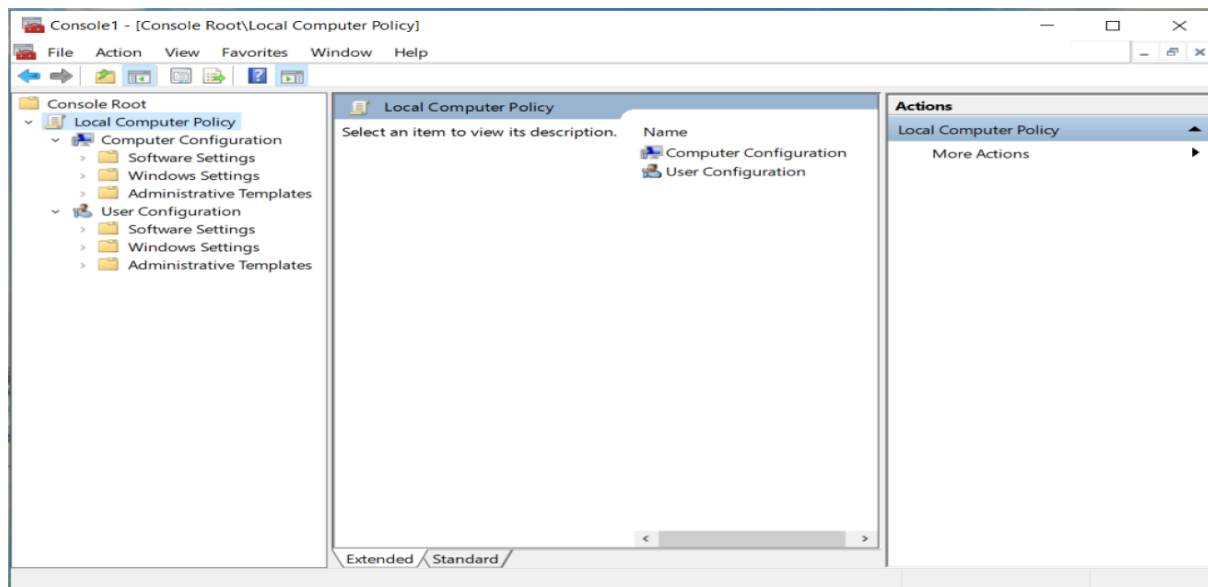 Console1 - [Console Root\Local Computer Policy]
File Action View Favorites Window Help
Console Root
Local Computer Policy
Computer Configuration
Software Settings
Windows Settings
Administrative Templates
User Configuration
Software Settings
Windows Settings
Administrative Templates
Local Computer Policy
Select an item to view its description.
Name
Computer Configuration
User Configuration
Extended Standard
Actions
Local Computer Policy
More Actions